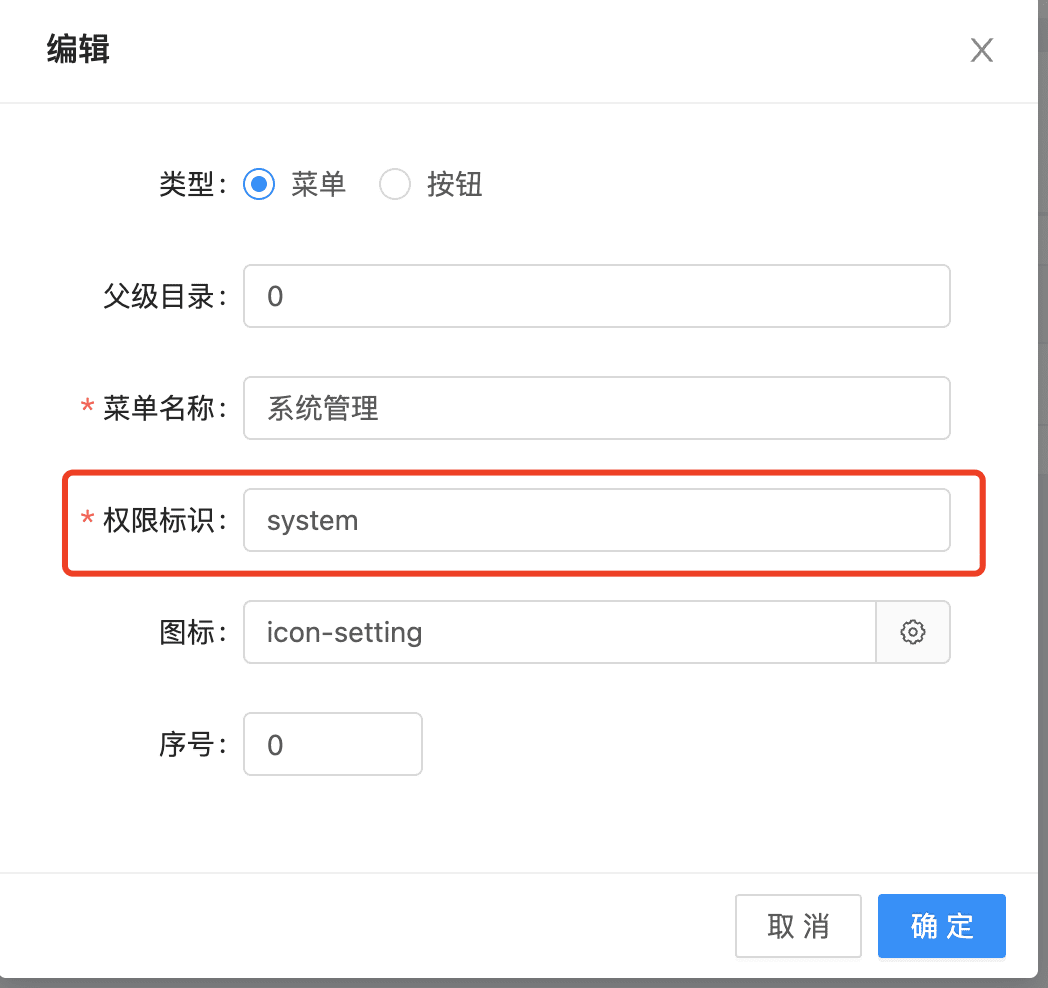 编辑
类型： 菜单 按钮
父级目录： 0
* 菜单名称： 系统管理
* 权限标识： system
图标： icon-setting
序号： 0
取 消 确 定